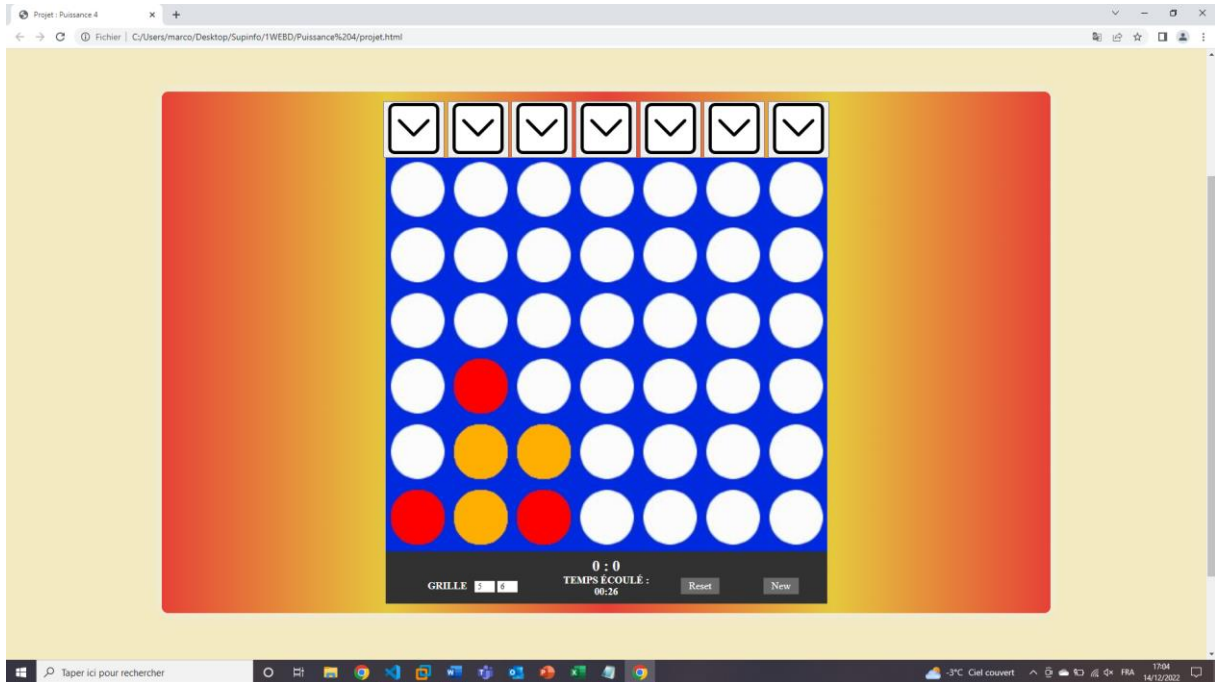 Projet : Puissance 4
Fichier | C:/Users/marco/Desktop/Supinfo/1WEBD/Puissance%204/projet.html
0 : 0
GRILLE 5 6
TEMPS ÉCOULÉ :
00:26
Reset
New
Taper ici pour rechercher
-3°C Ciel couvert
FRA
17:04
14/12/2022